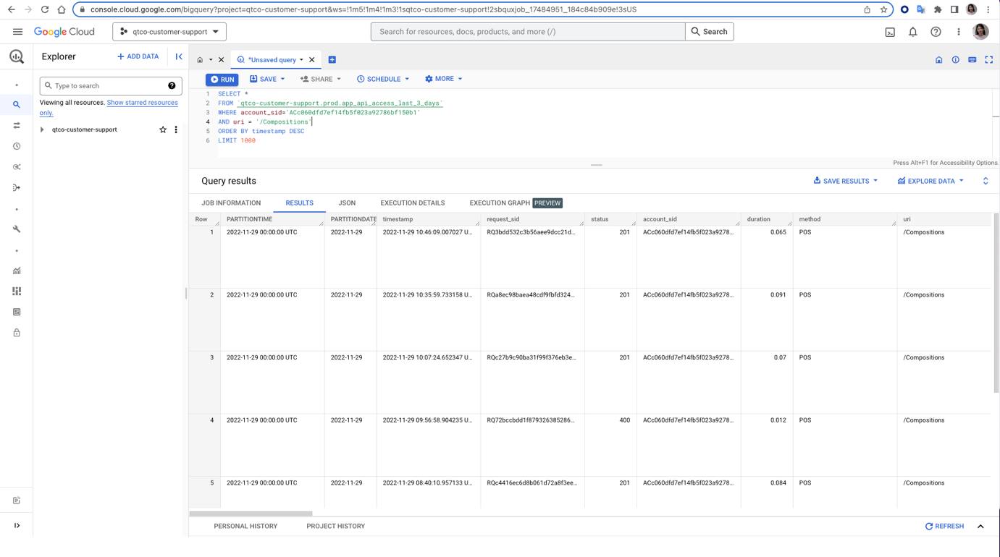 console.cloud.google.com/bigquery?project=qtco-customer-support&ws=!1m5!1m4!1m3!1sqtco-customer-support!2sbquxjob_17484951_184c84b909e!3sUS
Google Cloud
qtco-customer-support
Search for resources, docs, products, and more (/)
Search
Explorer
+ ADD DATA
*Unsaved query
Type to search
Viewing all resources. Show starred resources
only.
qtco-customer-support
RUN
SAVE
SHARE
SCHEDULE
MORE
1 SELECT *
2 FROM `qtco-customer-support.prod.app_api_access_last_3_days`
3 WHERE account_sid='ACc060dfd7ef14fb5f023a92786bf150b1'
4 AND uri = '/Compositions'
5 ORDER BY timestamp DESC
6 LIMIT 1000
Press Alt+F1 for Accessibility Options.
Query results
SAVE RESULTS
EXPLORE DATA
JOB INFORMATION
RESULTS
JSON
EXECUTION DETAILS
EXECUTION GRAPH PREVIEW
Row PARTITIONTIME PARTITIONDATE timestamp request_sid status account_sid duration method uri
1 2022-11-29 00:00:00 UTC 2022-11-29 2022-11-29 10:46:09.007027 U... RQ3bdd532c3b56aee9dcc21d... 201 ACc060dfd7ef14fb5f023a9278... 0.065 POS /Compositions
2 2022-11-29 00:00:00 UTC 2022-11-29 2022-11-29 10:35:59.733158 U... RQa8ec98baea48cdf9fbfd324... 201 ACc060dfd7ef14fb5f023a9278... 0.091 POS /Compositions
3 2022-11-29 00:00:00 UTC 2022-11-29 2022-11-29 10:07:24.652347 U... RQc27b9c90ba31f99f376eb3e... 201 ACc060dfd7ef14fb5f023a9278... 0.07 POS /Compositions
4 2022-11-29 00:00:00 UTC 2022-11-29 2022-11-29 09:56:58.904235 U... RQ72bccbdd1f879326385286... 400 ACc060dfd7ef14fb5f023a9278... 0.012 POS /Compositions
5 2022-11-29 00:00:00 UTC 2022-11-29 2022-11-29 08:40:10.957133 U... RQc4416ec6d8b061d72a8f3ee... 201 ACc060dfd7ef14fb5f023a9278... 0.084 POS /Compositions
PERSONAL HISTORY
PROJECT HISTORY
REFRESH